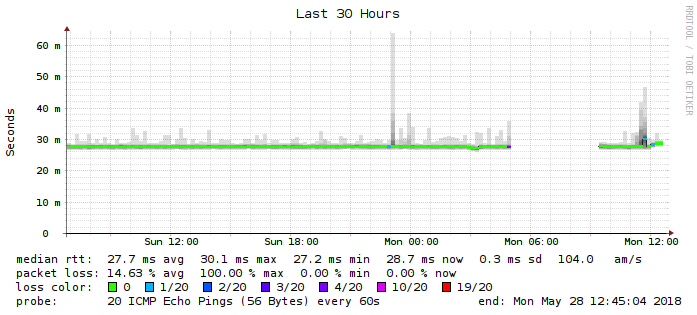 Last 30 Hours
RRDTOOL / TOBI OETIKER
Seconds
60 m
50 m
40 m
30 m
20 m
10 m
0
Sun 12:00 Sun 18:00 Mon 00:00 Mon 06:00 Mon 12:00
median rtt: 27.7 ms avg 30.1 ms max 27.2 ms min 28.7 ms now 0.3 ms sd 104.0 am/s
packet loss: 14.63 % avg 100.00 % max 0.00 % min 0.00 % now
loss color: 0 1/20 2/20 3/20 4/20 10/20 19/20
probe: 20 ICMP Echo Pings (56 Bytes) every 60s end: Mon May 28 12:45:04 2018